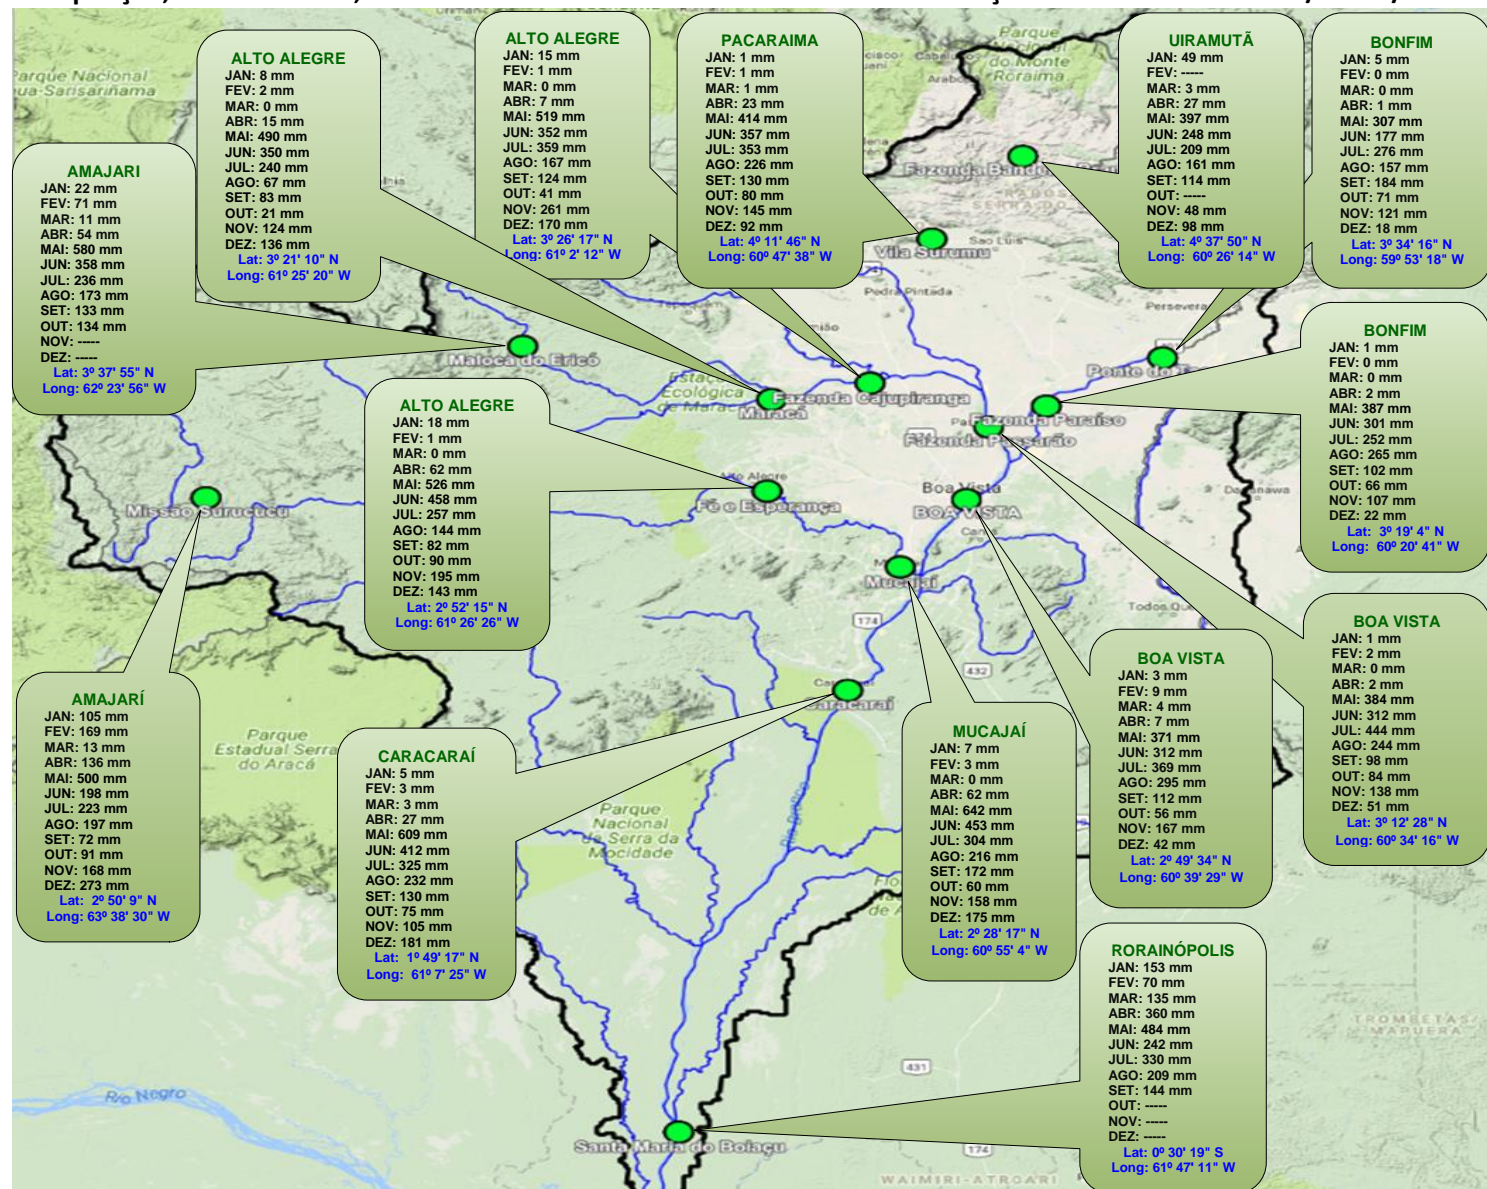 ALTO ALEGRE
JAN: 8 mm
FEV: 2 mm
MAR: 0 mm
ABR: 15 mm
MAI: 490 mm
JUN: 350 mm
JUL: 240 mm
AGO: 67 mm
SET: 83 mm
OUT: 21 mm
NOV: 124 mm
DEZ: 136 mm
Lat: 3º 21' 10" N
Long: 61º 25' 20" W
ALTO ALEGRE
JAN: 15 mm
FEV: 1 mm
MAR: 0 mm
ABR: 7 mm
MAI: 519 mm
JUN: 352 mm
JUL: 359 mm
AGO: 167 mm
SET: 124 mm
OUT: 41 mm
NOV: 261 mm
DEZ: 170 mm
Lat: 3º 26' 17" N
Long: 61º 2' 12" W
PACARAIMA
JAN: 1 mm
FEV: 1 mm
MAR: 1 mm
ABR: 23 mm
MAI: 414 mm
JUN: 357 mm
JUL: 353 mm
AGO: 226 mm
SET: 130 mm
OUT: 80 mm
NOV: 145 mm
DEZ: 92 mm
Lat: 4º 11' 46" N
Long: 60º 47' 38" W
UIRAMUTÃ
JAN: 49 mm
FEV: -----
MAR: 3 mm
ABR: 27 mm
MAI: 397 mm
JUN: 248 mm
JUL: 209 mm
AGO: 161 mm
SET: 114 mm
OUT: -----
NOV: 48 mm
DEZ: 98 mm
Lat: 4º 37' 50" N
Long: 60º 26' 14" W
BONFIM
JAN: 5 mm
FEV: 0 mm
MAR: 0 mm
ABR: 1 mm
MAI: 307 mm
JUN: 177 mm
JUL: 276 mm
AGO: 157 mm
SET: 184 mm
OUT: 71 mm
NOV: 121 mm
DEZ: 18 mm
Lat: 3º 34' 16" N
Long: 59º 53' 18" W
AMAJARI
JAN: 22 mm
FEV: 71 mm
MAR: 11 mm
ABR: 54 mm
MAI: 580 mm
JUN: 358 mm
JUL: 236 mm
AGO: 173 mm
SET: 133 mm
OUT: 134 mm
NOV: -----
DEZ: -----
Lat: 3º 37' 55" N
Long: 62º 23' 56" W
BONFIM
JAN: 1 mm
FEV: 0 mm
MAR: 0 mm
ABR: 2 mm
MAI: 387 mm
JUN: 301 mm
JUL: 252 mm
AGO: 265 mm
SET: 102 mm
OUT: 66 mm
NOV: 107 mm
DEZ: 22 mm
Lat: 3º 19' 4" N
Long: 60º 20' 41" W
ALTO ALEGRE
JAN: 18 mm
FEV: 1 mm
MAR: 0 mm
ABR: 62 mm
MAI: 526 mm
JUN: 458 mm
JUL: 257 mm
AGO: 144 mm
SET: 82 mm
OUT: 90 mm
NOV: 195 mm
DEZ: 143 mm
Lat: 2º 52' 15" N
Long: 61º 26' 26" W
BOA VISTA
JAN: 1 mm
FEV: 2 mm
MAR: 0 mm
ABR: 2 mm
MAI: 384 mm
JUN: 312 mm
JUL: 444 mm
AGO: 244 mm
SET: 98 mm
OUT: 84 mm
NOV: 138 mm
DEZ: 51 mm
Lat: 3º 12' 28" N
Long: 60º 34' 16" W
BOA VISTA
JAN: 3 mm
FEV: 9 mm
MAR: 4 mm
ABR: 7 mm
MAI: 371 mm
JUN: 312 mm
JUL: 369 mm
AGO: 295 mm
SET: 112 mm
OUT: 56 mm
NOV: 167 mm
DEZ: 42 mm
Lat: 2º 49' 34" N
Long: 60º 39' 29" W
AMAJARÍ
JAN: 105 mm
FEV: 169 mm
MAR: 13 mm
ABR: 136 mm
MAI: 500 mm
JUN: 198 mm
JUL: 223 mm
AGO: 197 mm
SET: 72 mm
OUT: 91 mm
NOV: 168 mm
DEZ: 273 mm
Lat: 2º 50' 9" N
Long: 63º 38' 30" W
CARACARAÍ
JAN: 5 mm
FEV: 3 mm
MAR: 3 mm
ABR: 27 mm
MAI: 609 mm
JUN: 412 mm
JUL: 325 mm
AGO: 232 mm
SET: 130 mm
OUT: 75 mm
NOV: 105 mm
DEZ: 181 mm
Lat: 1º 49' 17" N
Long: 61º 7' 25" W
MUCAJAÍ
JAN: 7 mm
FEV: 3 mm
MAR: 0 mm
ABR: 62 mm
MAI: 642 mm
JUN: 453 mm
JUL: 304 mm
AGO: 216 mm
SET: 172 mm
OUT: 60 mm
NOV: 158 mm
DEZ: 175 mm
Lat: 2º 28' 17" N
Long: 60º 55' 4" W
RORAINÓPOLIS
JAN: 153 mm
FEV: 70 mm
MAR: 135 mm
ABR: 360 mm
MAI: 484 mm
JUN: 242 mm
JUL: 330 mm
AGO: 209 mm
SET: 144 mm
OUT: -----
NOV: -----
DEZ: -----
Lat: 0º 30' 19" S
Long: 61º 47' 11" W
Parque
do Monte
Roraima
Parque Nacional
Vila Surumu
Sao Luis
Pedra Pintada
Maloca do Ericó
Estação
Ecológica
de Maracá
Maracá
Fazenda Cajupiranga
Fazenda Paraíso
Fazenda Passarão
Ponte do
Missão Surucucu
Alto Alegre
Fé e Esperança
Boa Vista
BOA VISTA
Mucajaí
174
432
Caracaraí
Parque
Estadual Serra
do Aracá
Parque
Nacional
da Serra da
Mocidade
Rio Branco
Rio Negro
431
174
Santa Maria do Boiaçu
TROMBETAS/
MAPUERA
WAIMIRI-ATROARI